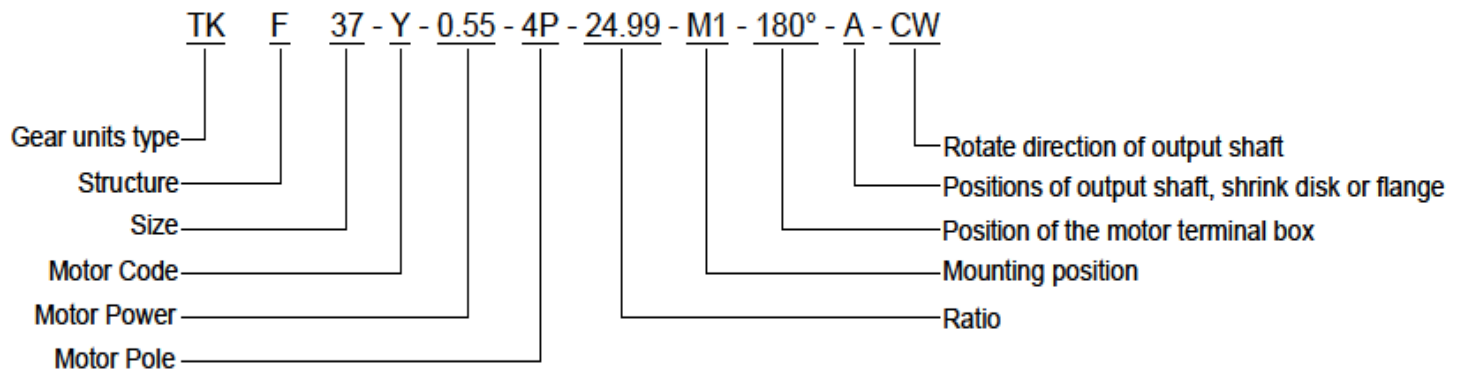 TK F 37 - Y - 0.55 - 4P - 24.99 - M1 - 180° - A - CW
Gear units type
Structure
Size
Motor Code
Motor Power
Motor Pole
Rotate direction of output shaft
Positions of output shaft, shrink disk or flange
Position of the motor terminal box
Mounting position
Ratio